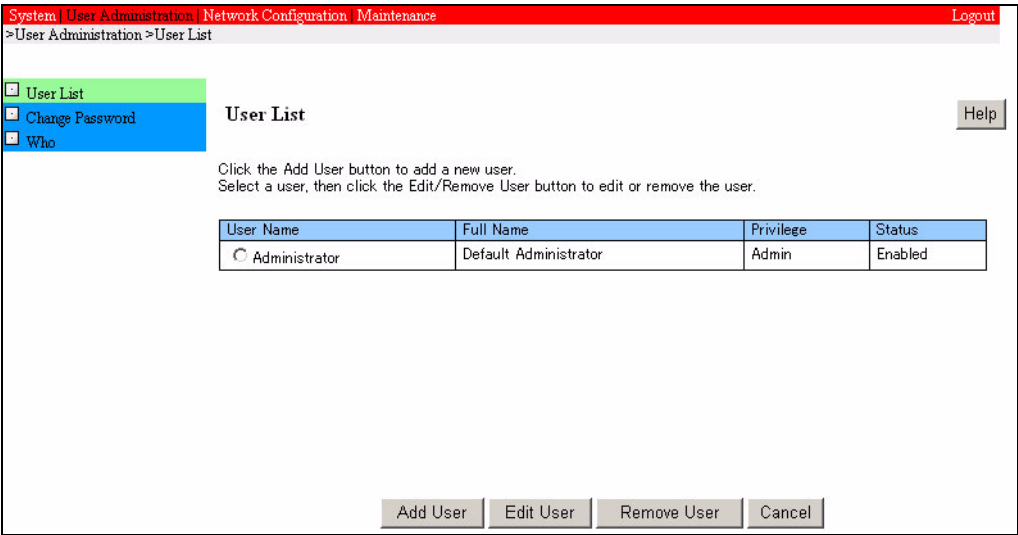 System | User Administration | Network Configuration | Maintenance Logout
>User Administration >User List
User List
Change Password
Who
User List
Help
Click the Add User button to add a new user.
Select a user, then click the Edit/Remove User button to edit or remove the user.
User Name Full Name Privilege Status
Administrator Default Administrator Admin Enabled
Add User Edit User Remove User Cancel